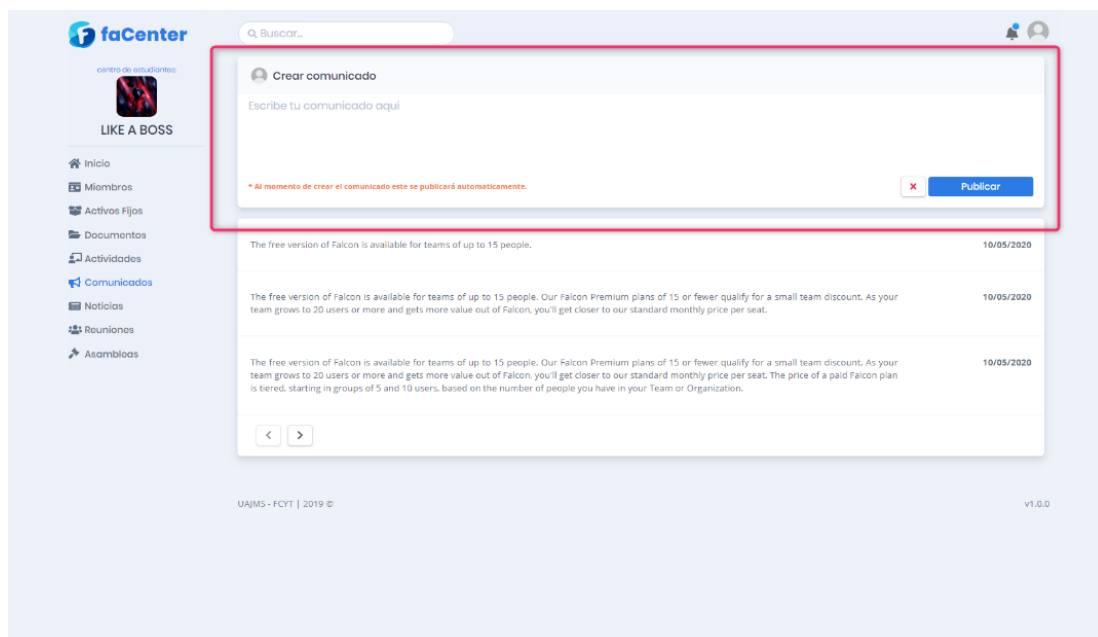 faCenter
Buscar...
centro de estudiantes:
LIKE A BOSS
Inicio
Miembros
Activos Fijos
Documentos
Actividades
Comunicados
Noticias
Reuniones
Asambleas
Crear comunicado
Escribe tu comunicado aqui
* Al momento de crear el comunicado este se publicará automaticamente.
× Publicar
The free version of Falcon is available for teams of up to 15 people. 10/05/2020
The free version of Falcon is available for teams of up to 15 people. Our Falcon Premium plans of 15 or fewer qualify for a small team discount. As your 10/05/2020
team grows to 20 users or more and gets more value out of Falcon, you'll get closer to our standard monthly price per seat.
The free version of Falcon is available for teams of up to 15 people. Our Falcon Premium plans of 15 or fewer qualify for a small team discount. As your 10/05/2020
team grows to 20 users or more and gets more value out of Falcon, you'll get closer to our standard monthly price per seat. The price of a paid Falcon plan
is tiered, starting in groups of 5 and 10 users, based on the number of people you have in your Team or Organization.
UAJMS - FCYT | 2019 © v1.0.0